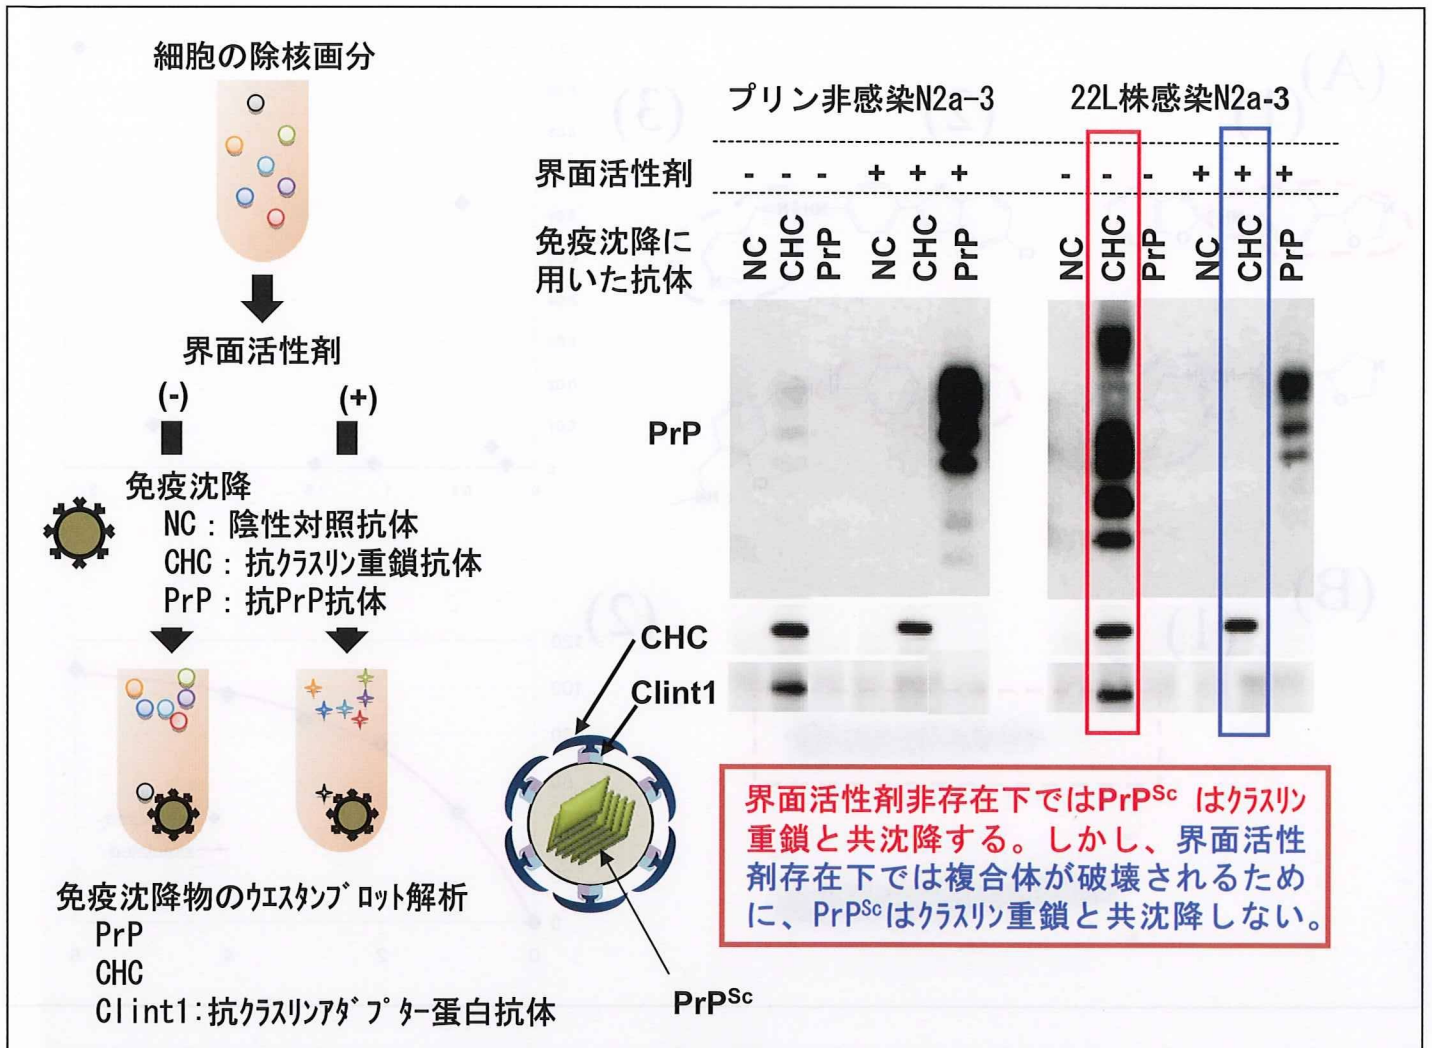 細胞の除核画分
界面活性剤
(-) (+)
免疫沈降
NC：陰性対照抗体
CHC：抗ｸﾗｽﾘﾝ重鎖抗体
PrP：抗PrP抗体
免疫沈降物のｳｴｽﾀﾝﾌﾞﾛｯﾄ解析
PrP
CHC
Clint1:抗ｸﾗｽﾘﾝｱﾀﾞﾌﾟﾀｰ蛋白抗体
プリン非感染N2a-3 22L株感染N2a-3
界面活性剤 - - - + + + - - - + + +
免疫沈降に
用いた抗体
NC CHC PrP NC CHC PrP NC CHC PrP NC CHC PrP
PrP
CHC
Clint1
PrPSc
界面活性剤非存在下ではPrPSc はｸﾗｽﾘﾝ
重鎖と共沈降する。しかし、界面活性
剤存在下では複合体が破壊されるため
に、PrPScはｸﾗｽﾘﾝ重鎖と共沈降しない。